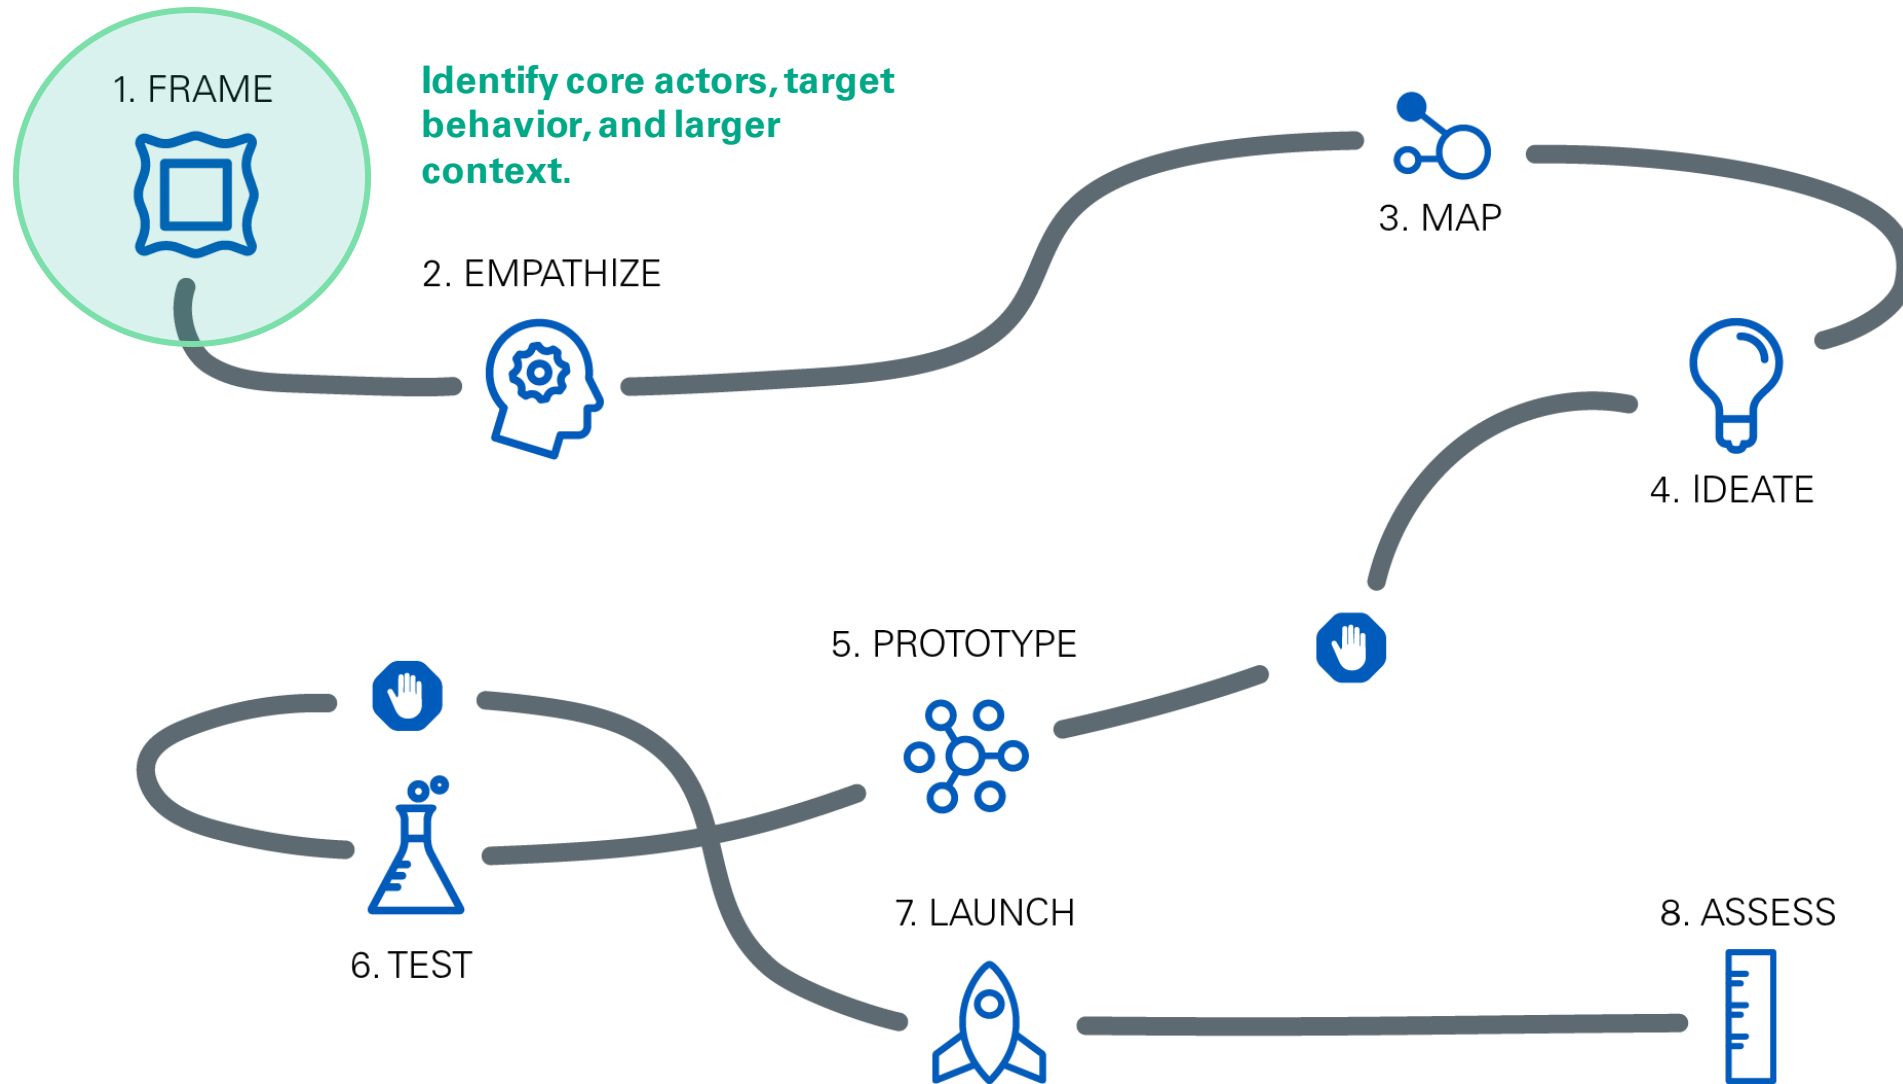 1. FRAME
Identify core actors, target
behavior, and larger
context.
2. EMPATHIZE
3. MAP
4. IDEATE
5. PROTOTYPE
6. TEST
7. LAUNCH
8. ASSESS